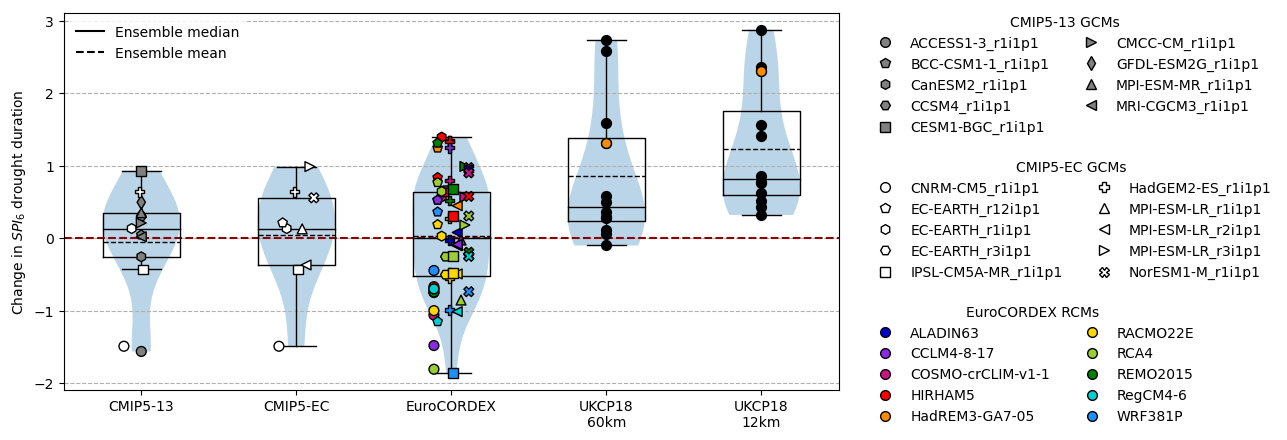 Ensemble median
Ensemble mean
Change in SPI₆ drought duration
3
2
1
0
−1
−2
CMIP5-13
CMIP5-EC
EuroCORDEX
UKCP18
60km
UKCP18
12km
CMIP5-13 GCMs
ACCESS1-3_r1i1p1
BCC-CSM1-1_r1i1p1
CanESM2_r1i1p1
CCSM4_r1i1p1
CESM1-BGC_r1i1p1
CMCC-CM_r1i1p1
GFDL-ESM2G_r1i1p1
MPI-ESM-MR_r1i1p1
MRI-CGCM3_r1i1p1
CMIP5-EC GCMs
CNRM-CM5_r1i1p1
EC-EARTH_r12i1p1
EC-EARTH_r1i1p1
EC-EARTH_r3i1p1
IPSL-CM5A-MR_r1i1p1
HadGEM2-ES_r1i1p1
MPI-ESM-LR_r1i1p1
MPI-ESM-LR_r2i1p1
MPI-ESM-LR_r3i1p1
NorESM1-M_r1i1p1
EuroCORDEX RCMs
ALADIN63
CCLM4-8-17
COSMO-crCLIM-v1-1
HIRHAM5
HadREM3-GA7-05
RACMO22E
RCA4
REMO2015
RegCM4-6
WRF381P